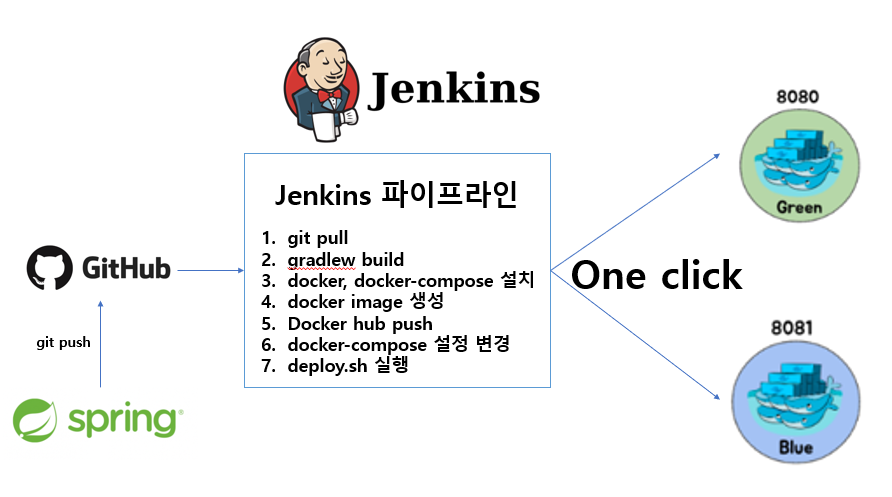 Jenkins
8080
Green
Jenkins 파이프라인
1. git pull
2. gradlew build
3. docker, docker-compose 설치
4. docker image 생성
5. Docker hub push
6. docker-compose 설정 변경
7. deploy.sh 실행
GitHub
One click
git push
spring
8081
Blue